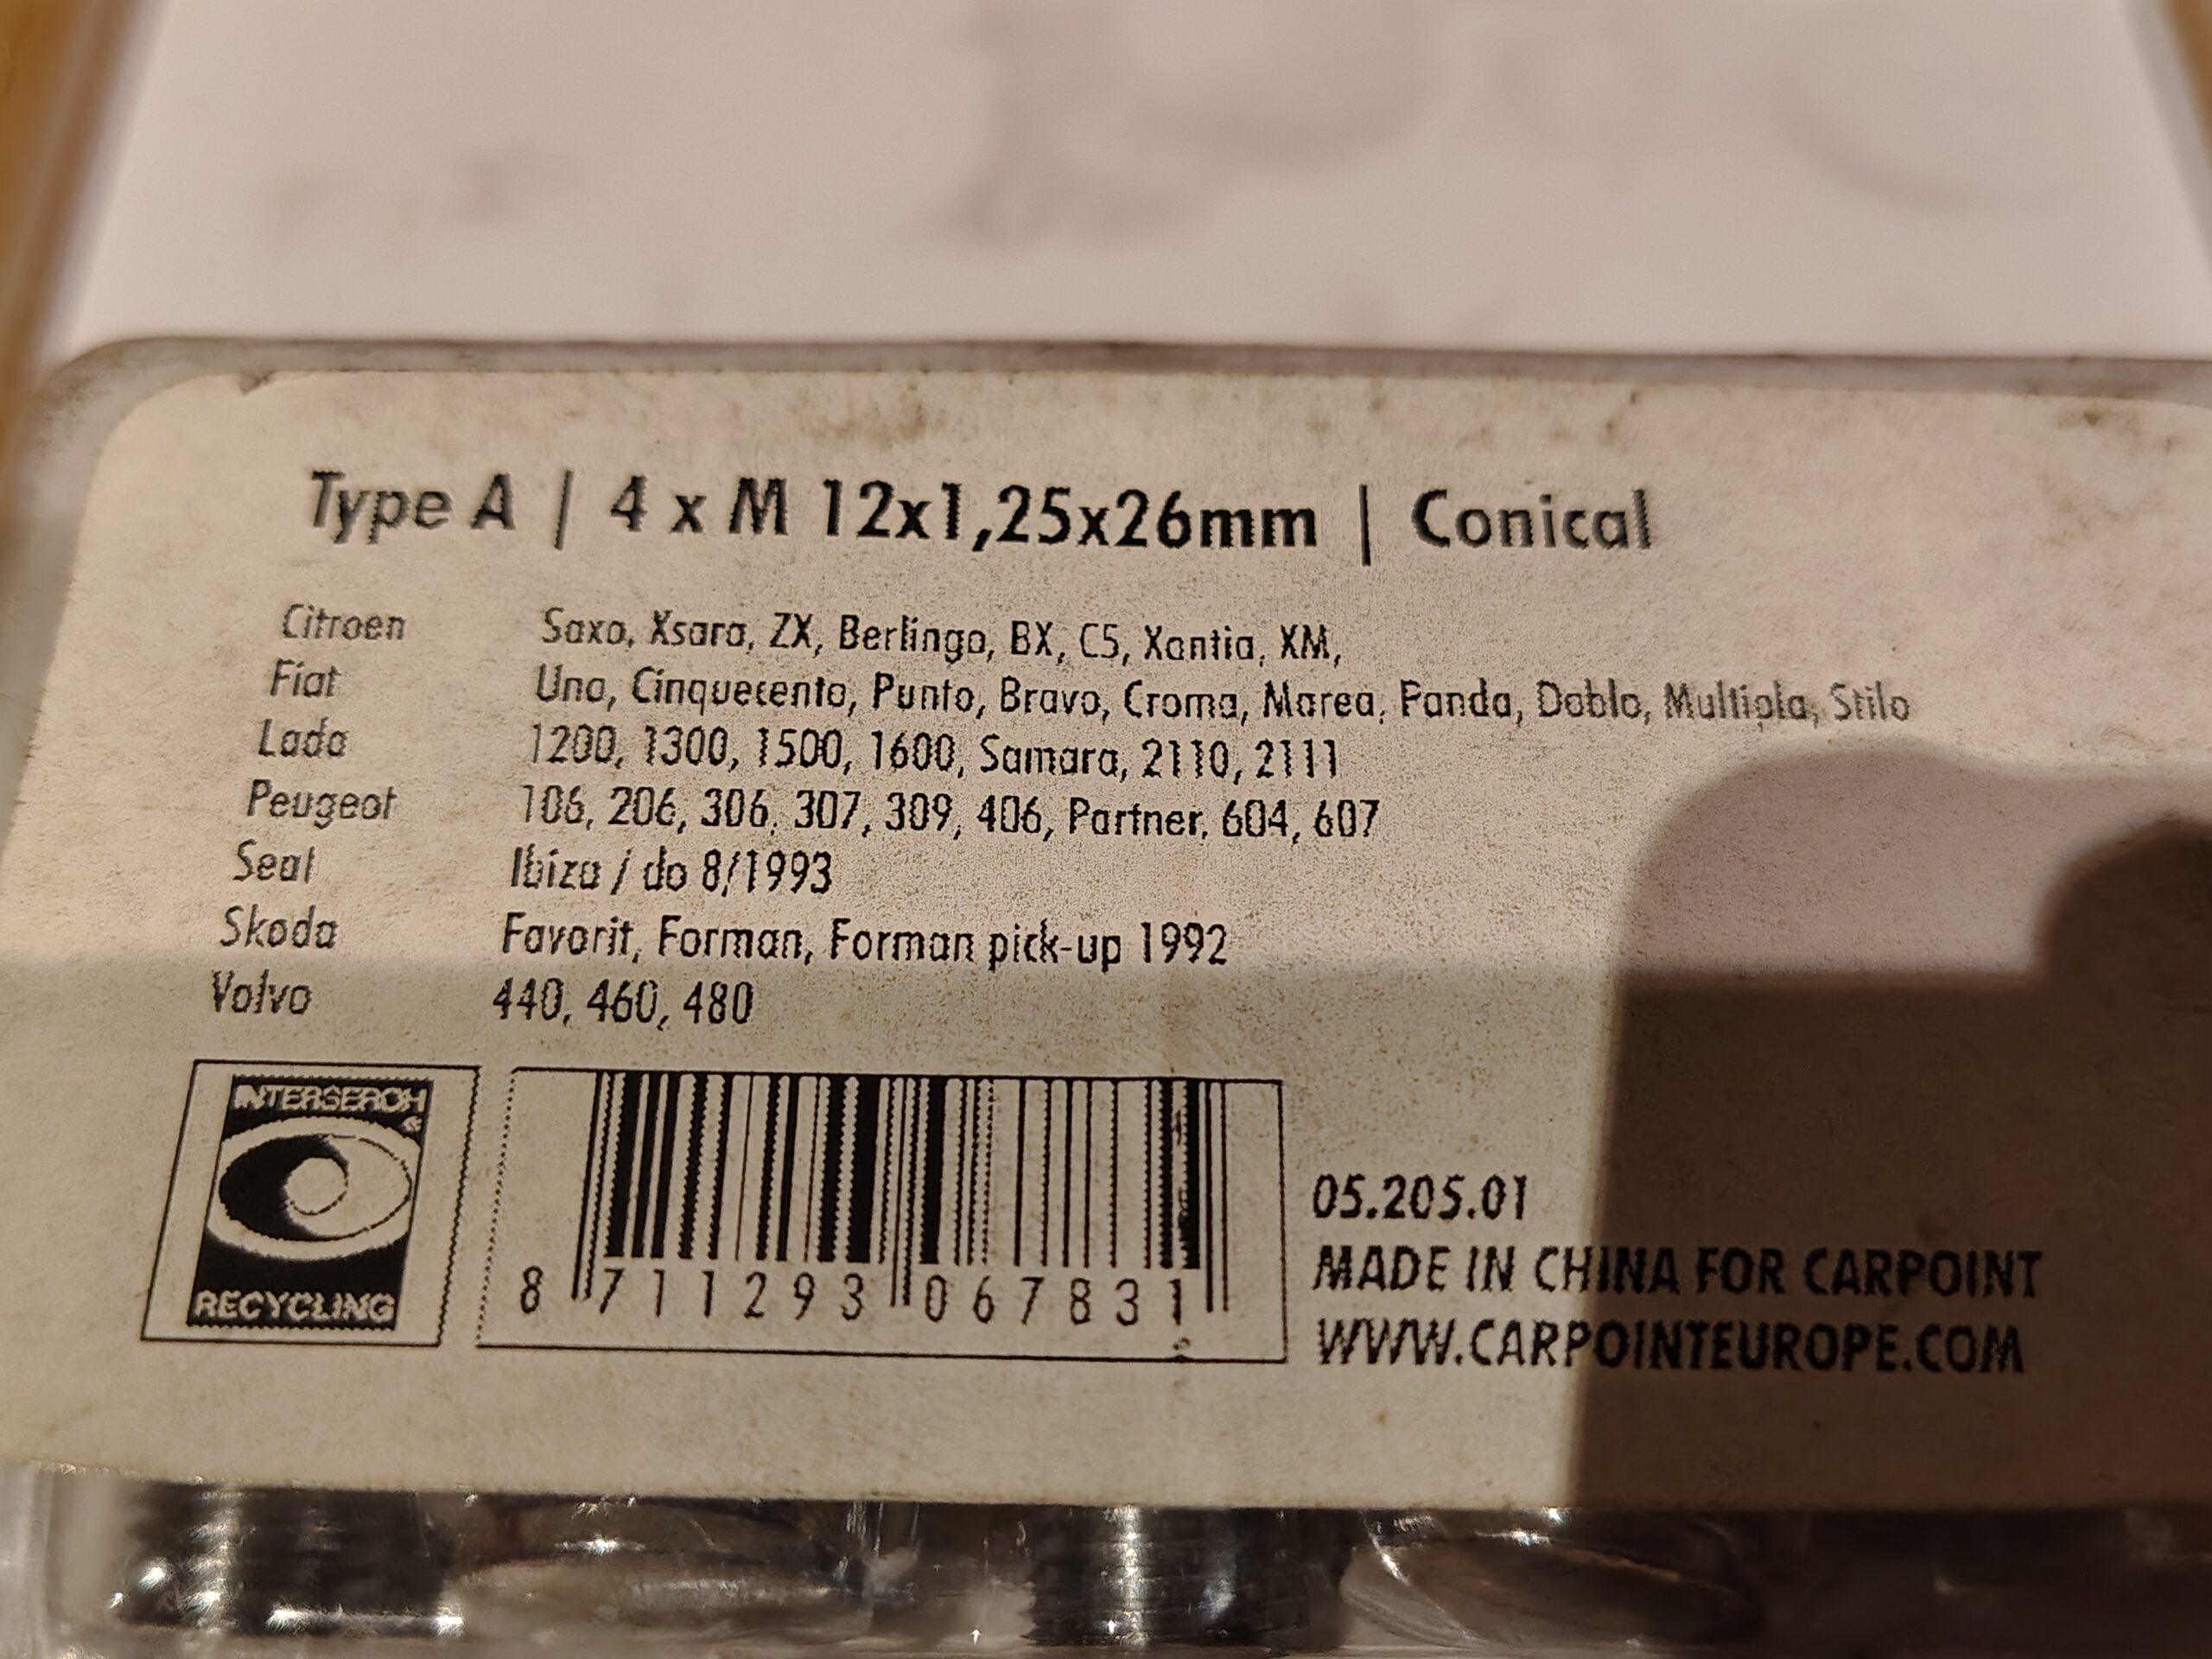 Type A | 4 x M 12x1,25x26mm | Conical
Citroen Saxo, Xsara, ZX, Berlingo, BX, C5, Xantia, XM,
Fiat Uno, Cinquecento, Punto, Bravo, Croma, Marea, Panda, Doblo, Multipla, Stilo
Lada 1200, 1300, 1500, 1600, Samara, 2110, 2111
Peugeot 106, 206, 306, 307, 309, 406, Partner, 604, 607
Seat Ibiza / do 8/1993
Skoda Favorit, Forman, Forman pick-up 1992
Volvo 440, 460, 480
INTERSEROH
®
RECYCLING
8 711293 067831
05.205.01
MADE IN CHINA FOR CARPOINT
WWW.CARPOINTEUROPE.COM